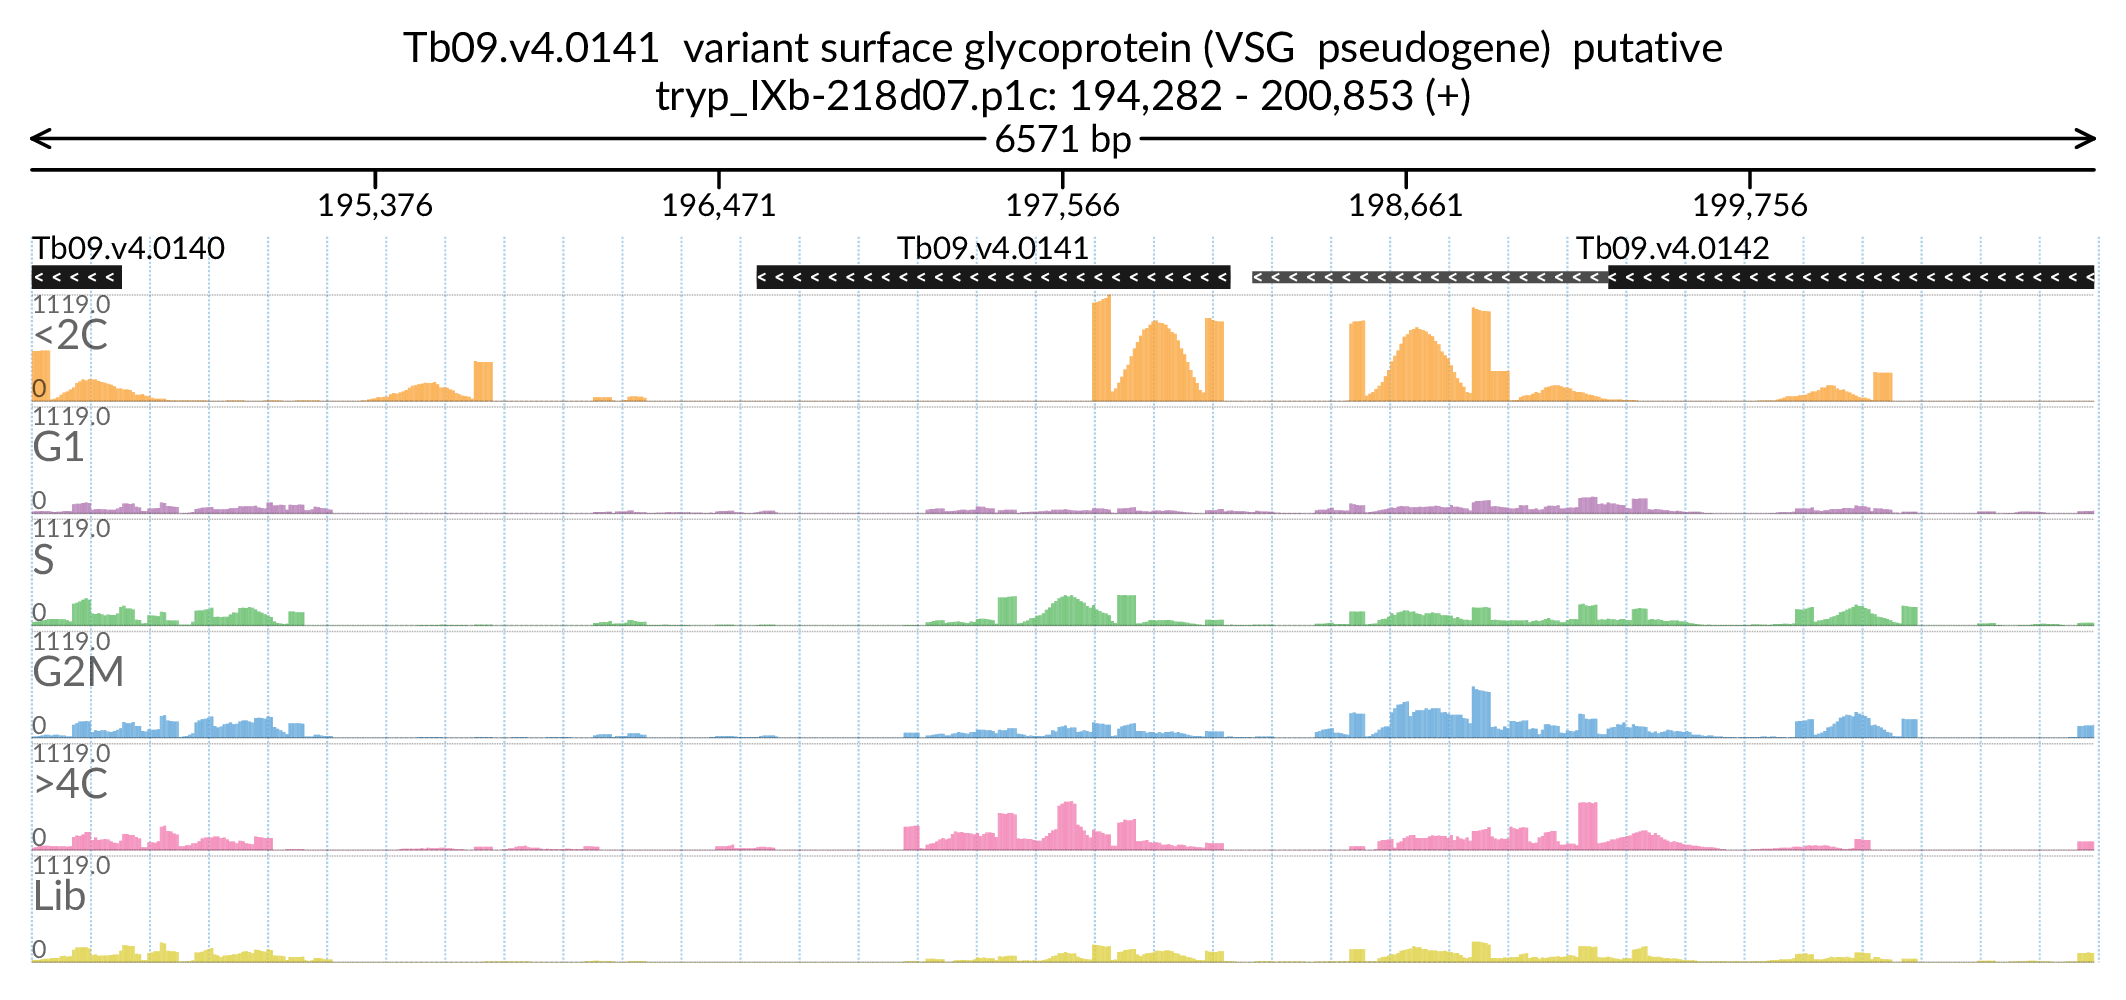 Tb09.v4.0141 variant surface glycoprotein (VSG pseudogene) putative
tryp_IXb-218d07.p1c: 194,282 - 200,853 (+)
6571 bp
195,376 196,471 197,566 198,661 199,756
Tb09.v4.0140 Tb09.v4.0141 Tb09.v4.0142
1119.0
<2C
0
1119.0
G1
0
1119.0
S
0
1119.0
G2M
0
1119.0
>4C
0
1119.0
Lib
0